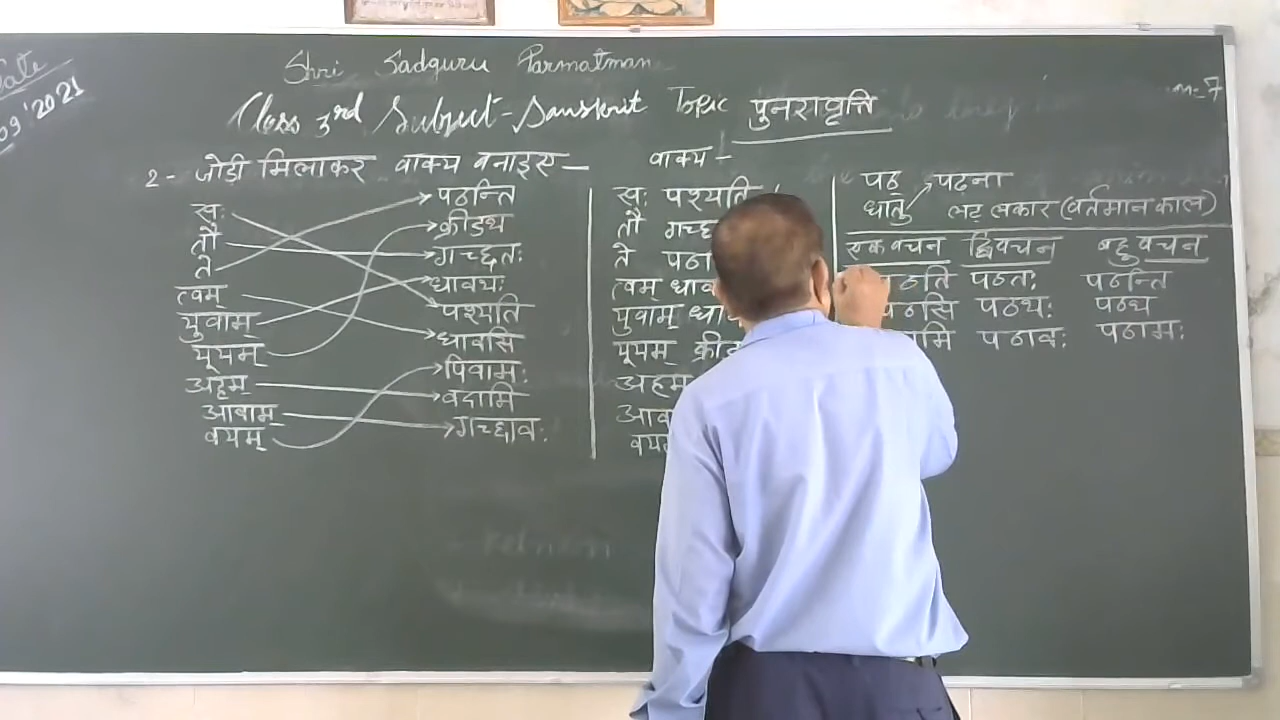 Shri Sadguru Parmatman
Class 3rd Subject-Sanskrit Topic पुनरावृत्ति
m-7
09'2021
2- जोड़ी मिलाकर वाक्य बनाइए—
सः
तौ
ते
त्वम्
युवाम्
यूयम्
अहम्
आवाम्
वयम्
पठन्ति
क्रीडथ
गच्छतः
धावथः
पश्यति
धावसि
पिवामः
वदामि
गच्छावः
वाक्य-
सः पश्यति
तौ
ते
त्वम्
युवाम्
यूयम्
पठ्
धातु
पढ़ना
लट् लकार (वर्तमान काल)
एकवचन द्विवचन बहुवचन
पठतः पठन्ति
पठसि पठथः पठथ
पठावः पठामः